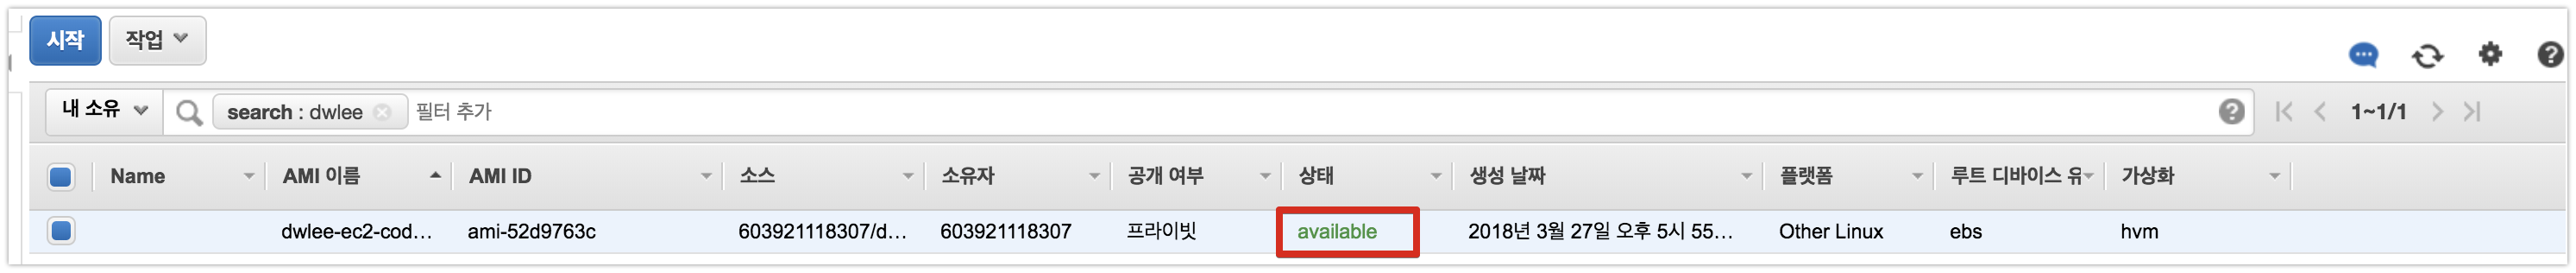 시작 작업
내 소유 search : dwlee 필터 추가 1~1/1
Name AMI 이름 AMI ID 소스 소유자 공개 여부 상태 생성 날짜 플랫폼 루트 디바이스 유 가상화
dwlee-ec2-cod... ami-52d9763c 603921118307/d... 603921118307 프라이빗 available 2018년 3월 27일 오후 5시 55... Other Linux ebs hvm